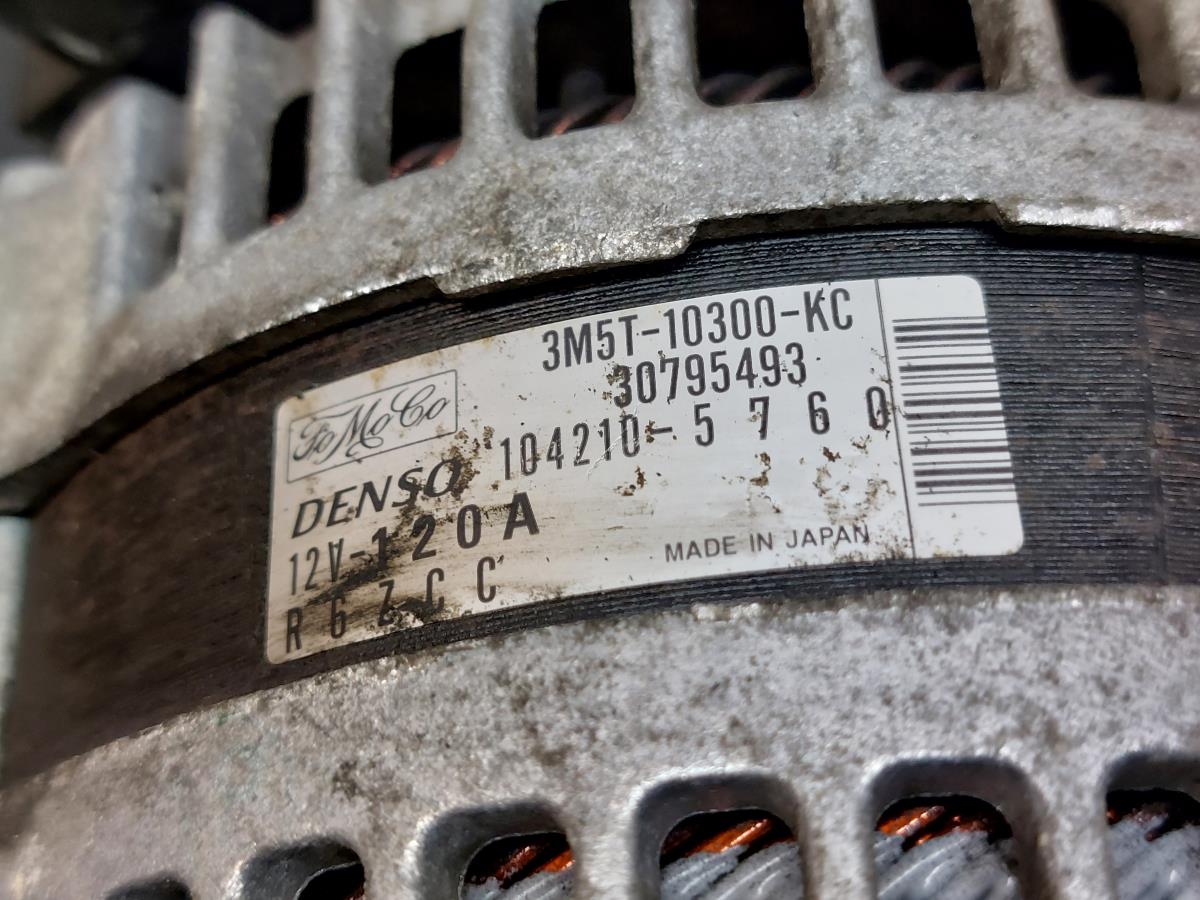 3M5T-10300-KC
30795493
FoMoCo
DENSO 104210-5760
12V-120A
R6ZCC
MADE IN JAPAN